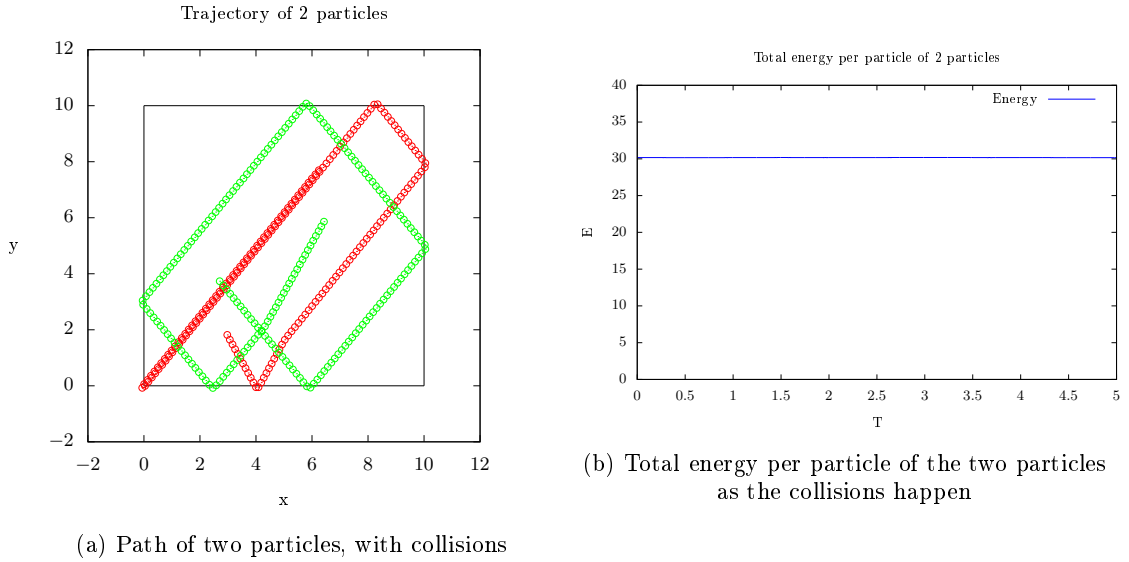 Trajectory of 2 particles
12
10
8
6
4
2
0
−2
y
−2 0 2 4 6 8 10 12
x
(a) Path of two particles, with collisions
Total energy per particle of 2 particles
Energy
40
35
30
25
20
15
10
5
0
E
0 0.5 1 1.5 2 2.5 3 3.5 4 4.5 5
T
(b) Total energy per particle of the two particles
as the collisions happen